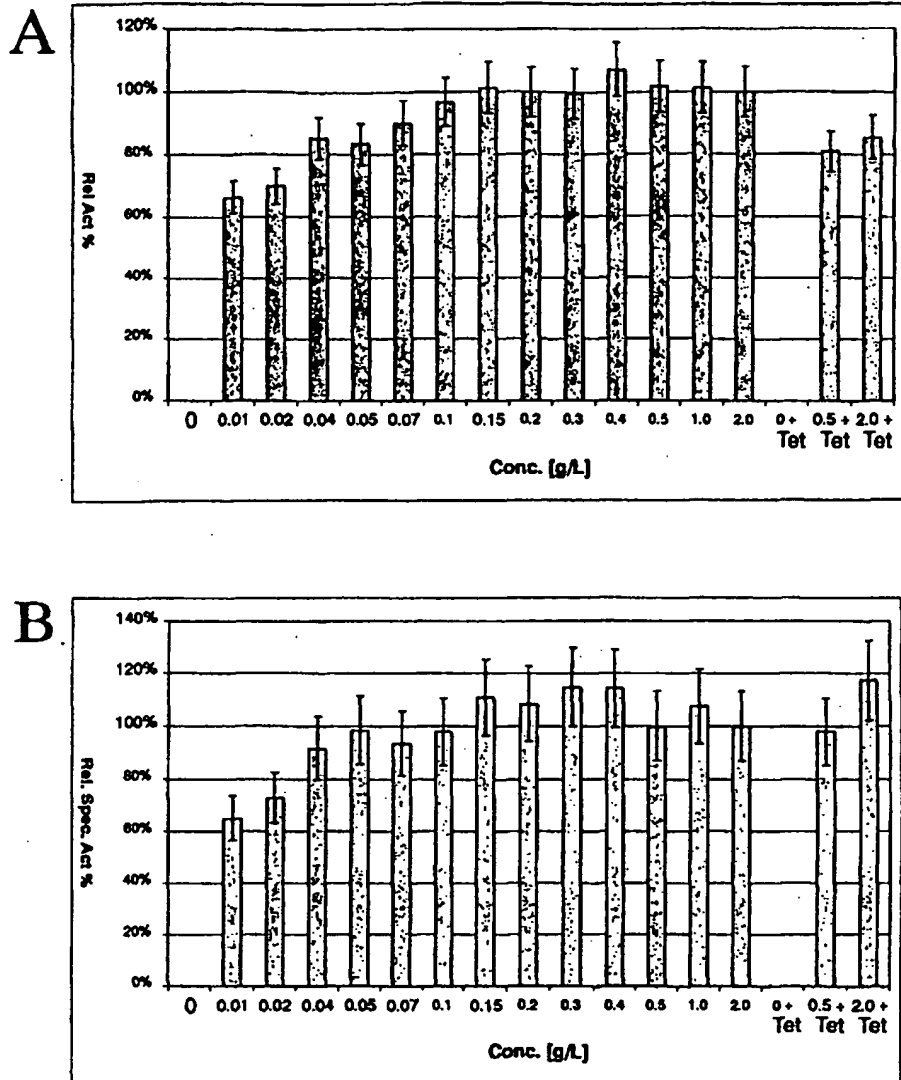 A
120%
100%
80%
60%
40%
20%
0%
Rel Act %
0 0.01 0.02 0.04 0.05 0.07 0.1 0.15 0.2 0.3 0.4 0.5 1.0 2.0 0 + 0.5 + 2.0 +
Tet Tet Tet
Conc. [g/L]
B
140%
120%
100%
80%
60%
40%
20%
0%
Rel. Spec. Act %
0 0.01 0.02 0.04 0.05 0.07 0.1 0.15 0.2 0.3 0.4 0.5 1.0 2.0 0 + 0.5 + 2.0 +
Tet Tet Tet
Conc. [g/L]